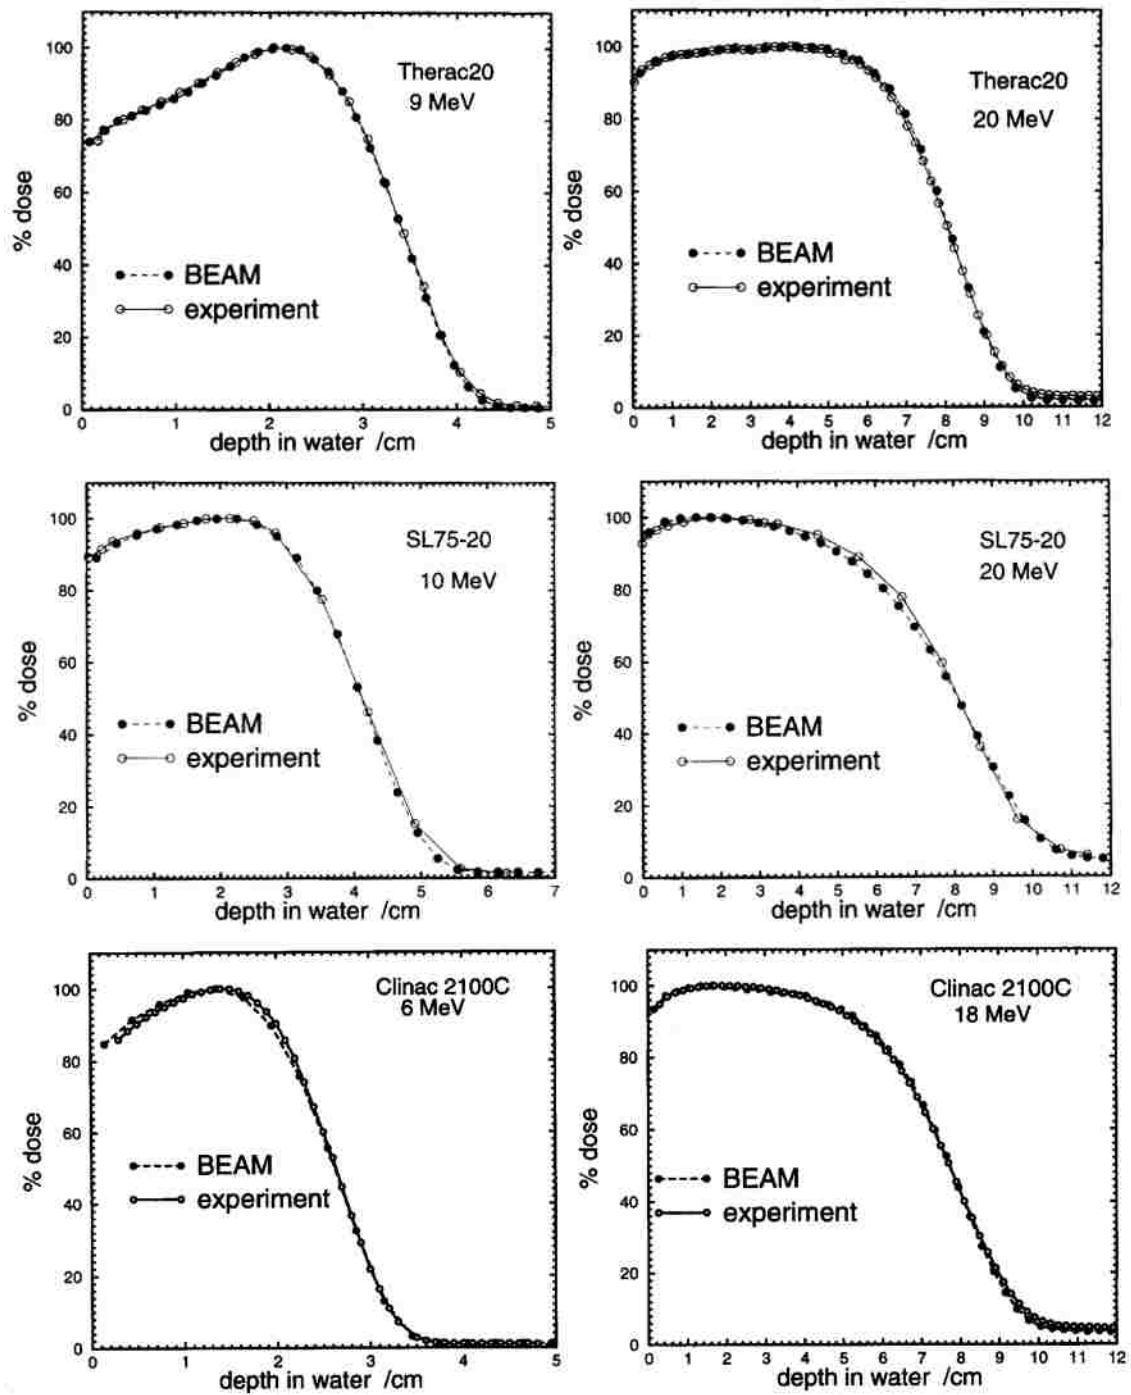 Therac20
9 MeV
100
80
60
40
20
0
% dose
BEAM
experiment
0 1 2 3 4 5
depth in water /cm
Therac20
20 MeV
100
80
60
40
20
0
% dose
BEAM
experiment
0 1 2 3 4 5 6 7 8 9 10 11 12
depth in water /cm
SL75-20
10 MeV
100
80
60
40
20
0
% dose
BEAM
experiment
0 1 2 3 4 5 6 7
depth in water /cm
SL75-20
20 MeV
100
80
60
40
20
0
% dose
BEAM
experiment
0 1 2 3 4 5 6 7 8 9 10 11 12
depth in water /cm
Clinac 2100C
6 MeV
100
80
60
40
20
0
% dose
BEAM
experiment
0 1 2 3 4 5
depth in water /cm
Clinac 2100C
18 MeV
100
80
60
40
20
0
% dose
BEAM
experiment
0 1 2 3 4 5 6 7 8 9 10 11 12
depth in water /cm